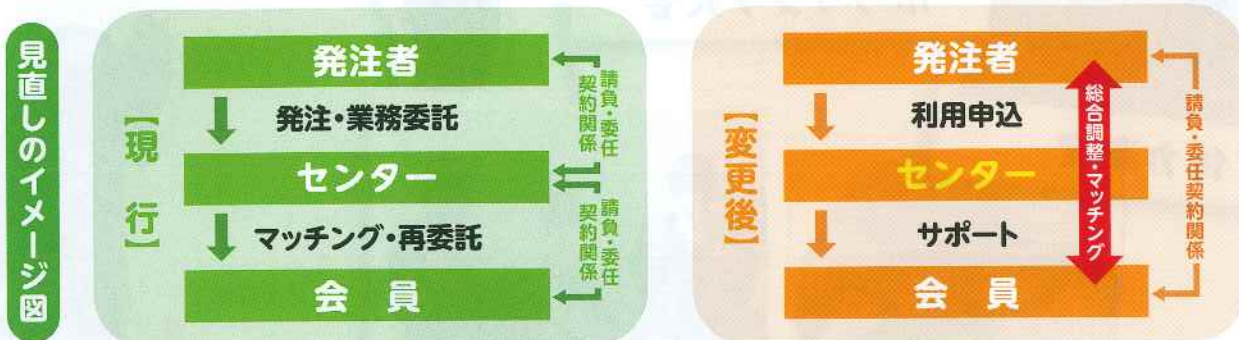 見直しのイメージ図
【現行】
発注者
発注・業務委託
センター
マッチング・再委託
会員
請負・委任
契約関係
請負・委任
契約関係
【変更後】
発注者
利用申込
センター
サポート
会員
総合調整・マッチング
請負・委任契約関係